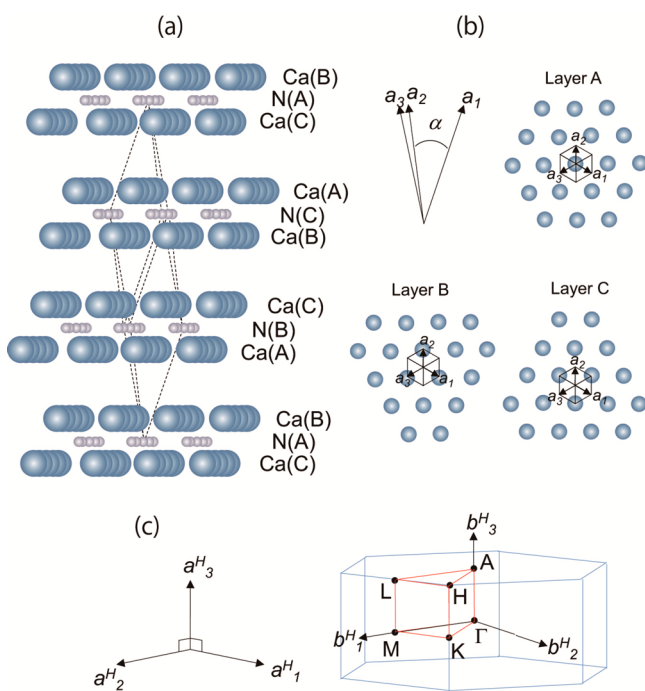 (a)
Ca(B)
N(A)
Ca(C)
Ca(A)
N(C)
Ca(B)
Ca(C)
N(B)
Ca(A)
Ca(B)
N(A)
Ca(C)
(b)
a3 a2 a1
α
Layer A
a2
a3 a1
Layer B
a2
a3 a1
Layer C
a2
a3 a1
(c)
aH3
aH2 aH1
bH3
A
L H
Γ
bH1 M K bH2